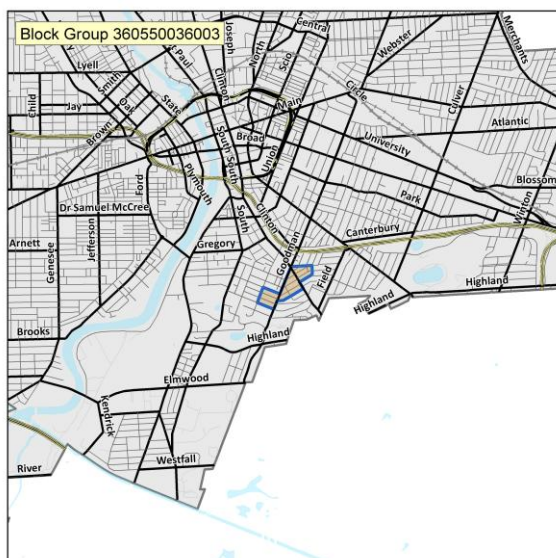 Block Group 360550036003
Lyell
Smith
St Paul
Joseph
North
Central
Scio
Webster
Merchants
Child
Jay
Oak
State
Clinton
Main
Circle
Culver
Atlantic
Brown
Broad
Union
University
Ford
Plymouth
South
South
Park
Blossom
Winton
Dr Samuel McCree
South
Clinton
Canterbury
Arnett
Genesee
Jefferson
Gregory
Goodman
Field
Highland
Highland
Brooks
Highland
Elmwood
Kendrick
Westfall
River